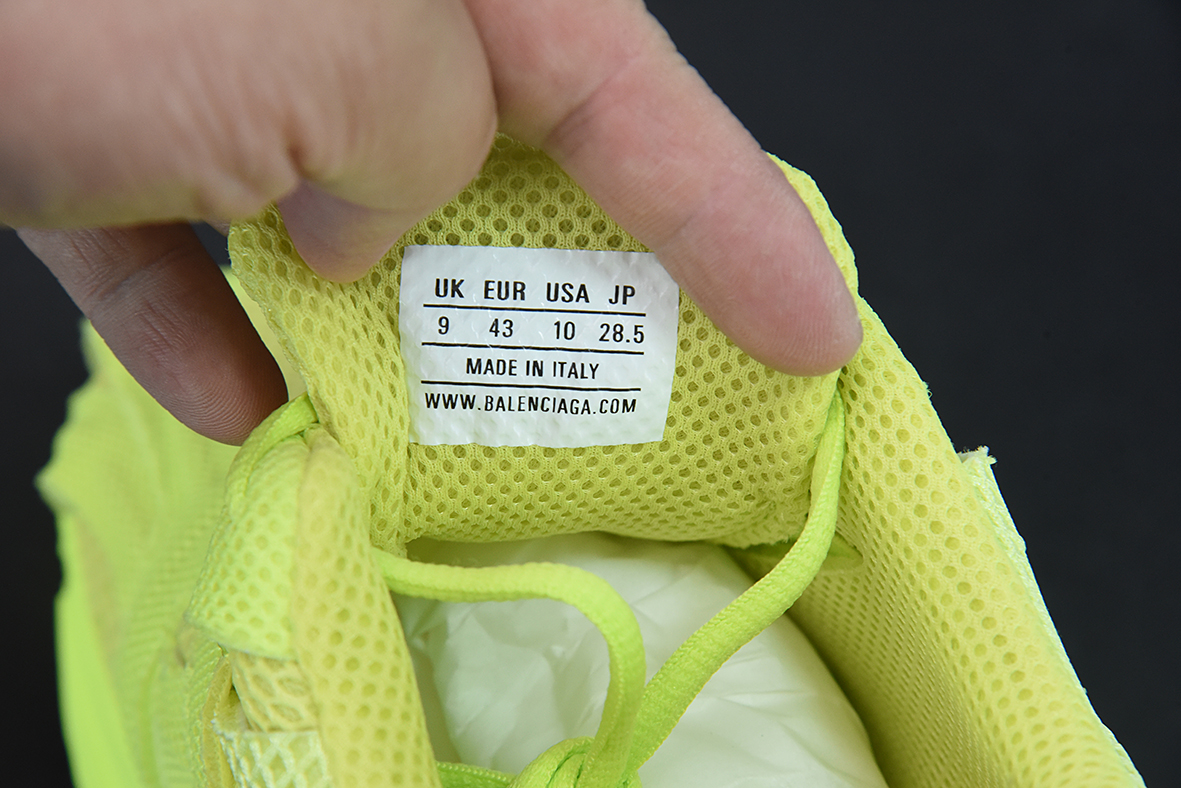 UK EUR USA JP
9 43 10 28.5
MADE IN ITALY
WWW.BALENCIAGA.COM